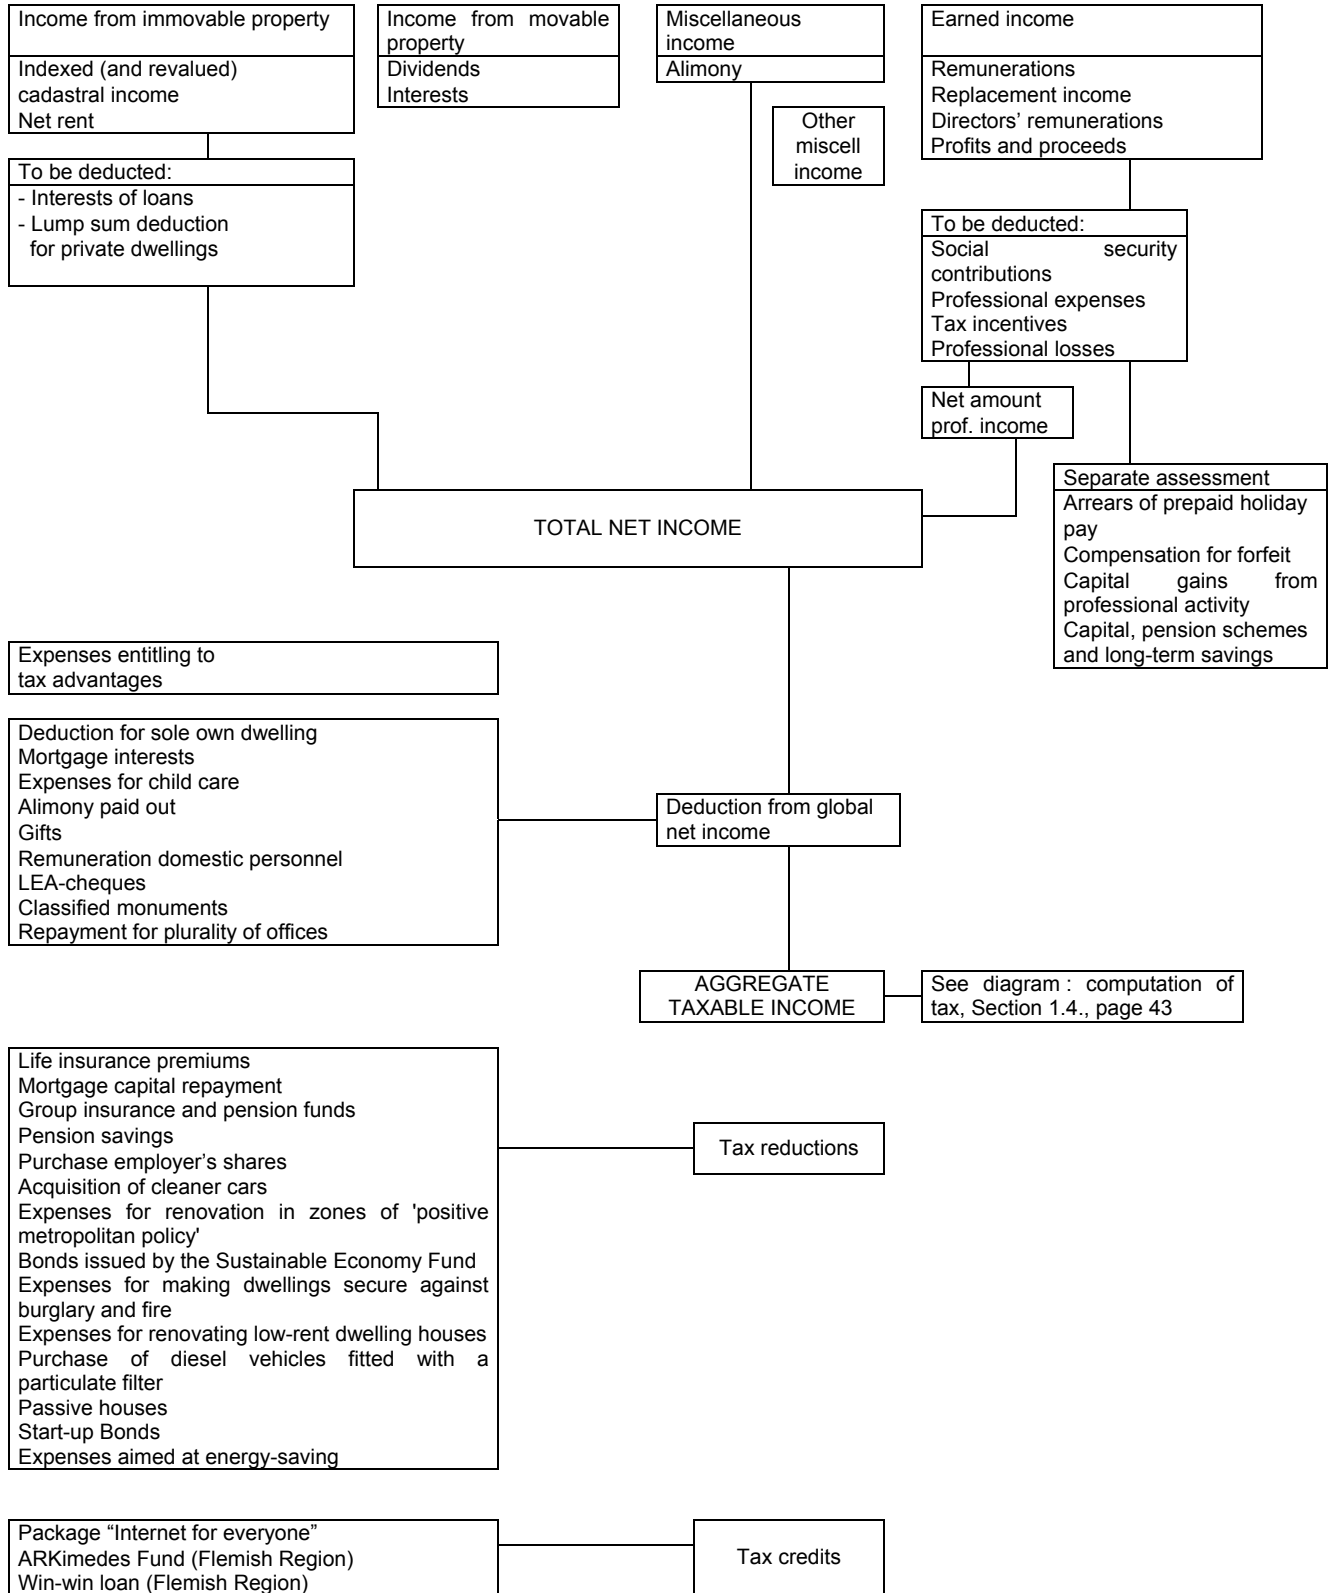 Income from immovable property
Indexed (and revalued)
cadastral income
Net rent
To be deducted:
- Interests of loans
- Lump sum deduction
for private dwellings
Income from movable
property
Dividends
Interests
Miscellaneous
income
Alimony
Other
miscell
income
Earned income
Remunerations
Replacement income
Directors’ remunerations
Profits and proceeds
To be deducted:
Social security
contributions
Professional expenses
Tax incentives
Professional losses
Net amount
prof. income
Separate assessment
Arrears of prepaid holiday
pay
Compensation for forfeit
Capital gains from
professional activity
Capital, pension schemes
and long-term savings
TOTAL NET INCOME
Expenses entitling to
tax advantages
Deduction for sole own dwelling
Mortgage interests
Expenses for child care
Alimony paid out
Gifts
Remuneration domestic personnel
LEA-cheques
Classified monuments
Repayment for plurality of offices
Deduction from global
net income
AGGREGATE
TAXABLE INCOME
See diagram : computation of
tax, Section 1.4., page 43
Life insurance premiums
Mortgage capital repayment
Group insurance and pension funds
Pension savings
Purchase employer’s shares
Acquisition of cleaner cars
Expenses for renovation in zones of 'positive
metropolitan policy'
Bonds issued by the Sustainable Economy Fund
Expenses for making dwellings secure against
burglary and fire
Expenses for renovating low-rent dwelling houses
Purchase of diesel vehicles fitted with a
particulate filter
Passive houses
Start-up Bonds
Expenses aimed at energy-saving
Tax reductions
Package “Internet for everyone”
ARKimedes Fund (Flemish Region)
Win-win loan (Flemish Region)
Tax credits